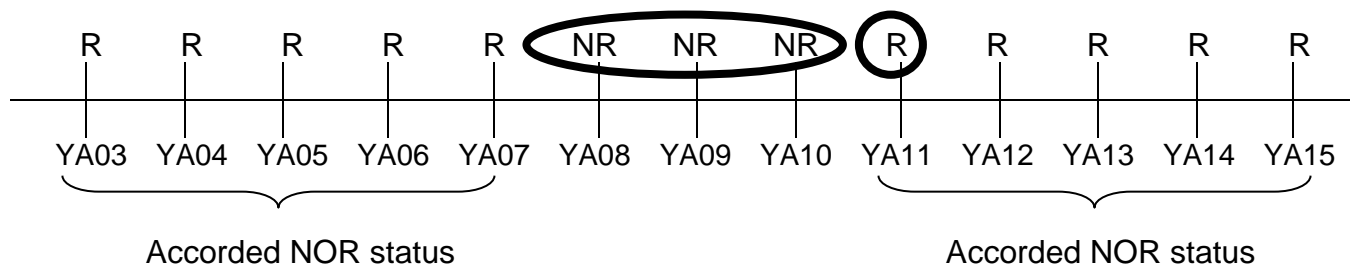 R R R R R NR NR NR R R R R R
YA03 YA04 YA05 YA06 YA07 YA08 YA09 YA10 YA11 YA12 YA13 YA14 YA15
Accorded NOR status Accorded NOR status